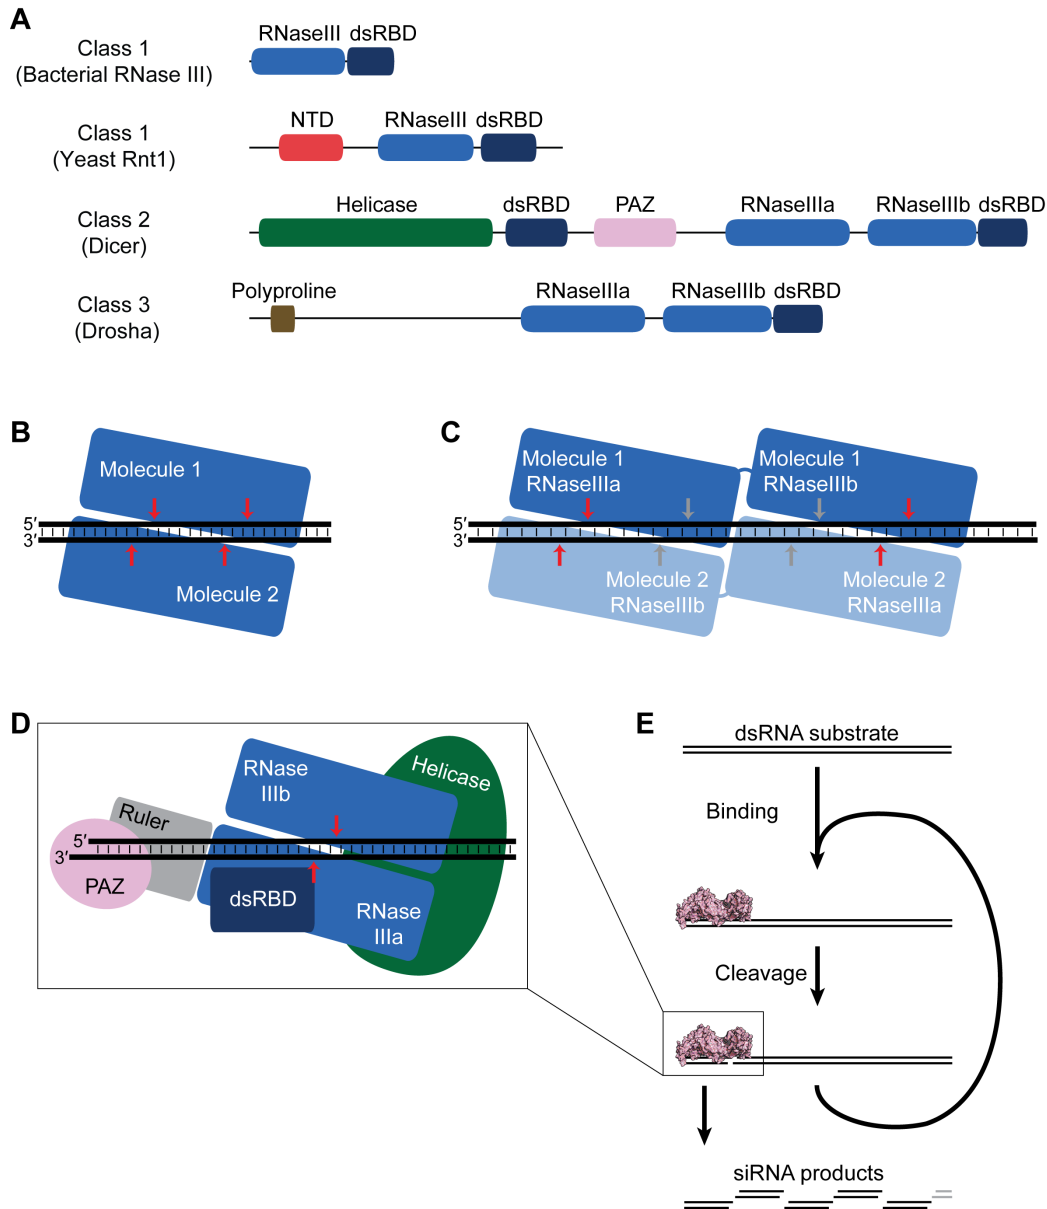 A
Class 1
(Bacterial RNase III)
RNaseIII dsRBD
Class 1
(Yeast Rnt1)
NTD RNaseIII dsRBD
Class 2
(Dicer)
Helicase dsRBD PAZ RNaseIIIa RNaseIIIb dsRBD
Class 3
(Drosha)
Polyproline RNaseIIIa RNaseIIIb dsRBD
B
Molecule 1
5′
3′
Molecule 2
C
Molecule 1
RNaseIIIa
Molecule 1
RNaseIIIb
5′
3′
Molecule 2
RNaseIIIb
Molecule 2
RNaseIIIa
D
RNase
IIIb
Helicase
Ruler
5′
3′
PAZ
dsRBD
RNase
IIIa
E
dsRNA substrate
Binding
Cleavage
siRNA products